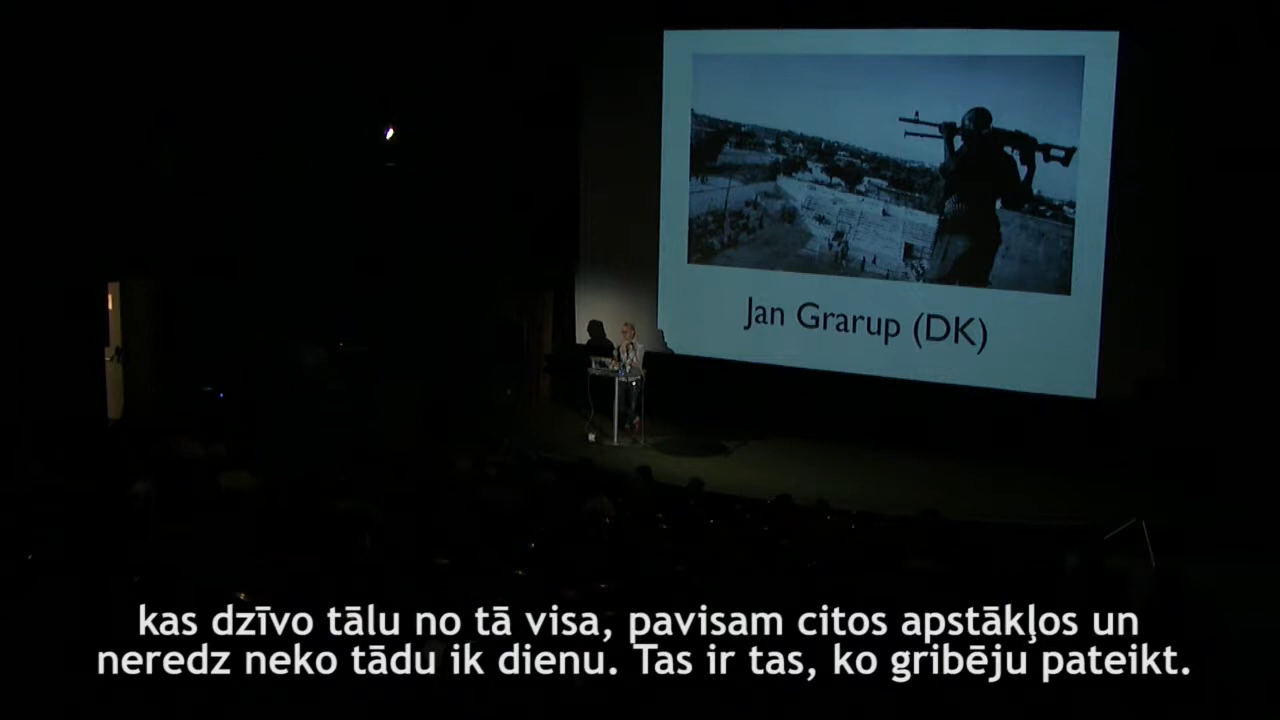 Jan Grarup (DK)
kas dzīvo tālu no tā visa, pavisam citos apstākļos un
neredz neko tādu ik dienu. Tas ir tas, ko gribēju pateikt.